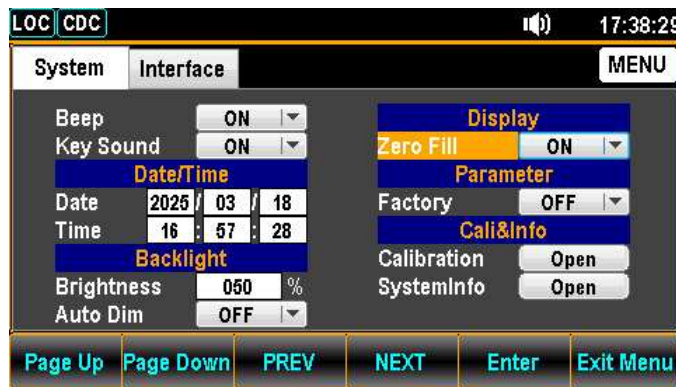 LOC CDC 17:38:29
System Interface MENU
Beep ON
Key Sound ON
Date/Time
Date 2025 / 03 / 18
Time 16 : 57 : 28
Backlight
Brightness 050 %
Auto Dim OFF
Display
Zero Fill ON
Parameter
Factory OFF
Cali&Info
Calibration Open
SystemInfo Open
Page Up Page Down PREV NEXT Enter Exit Menu